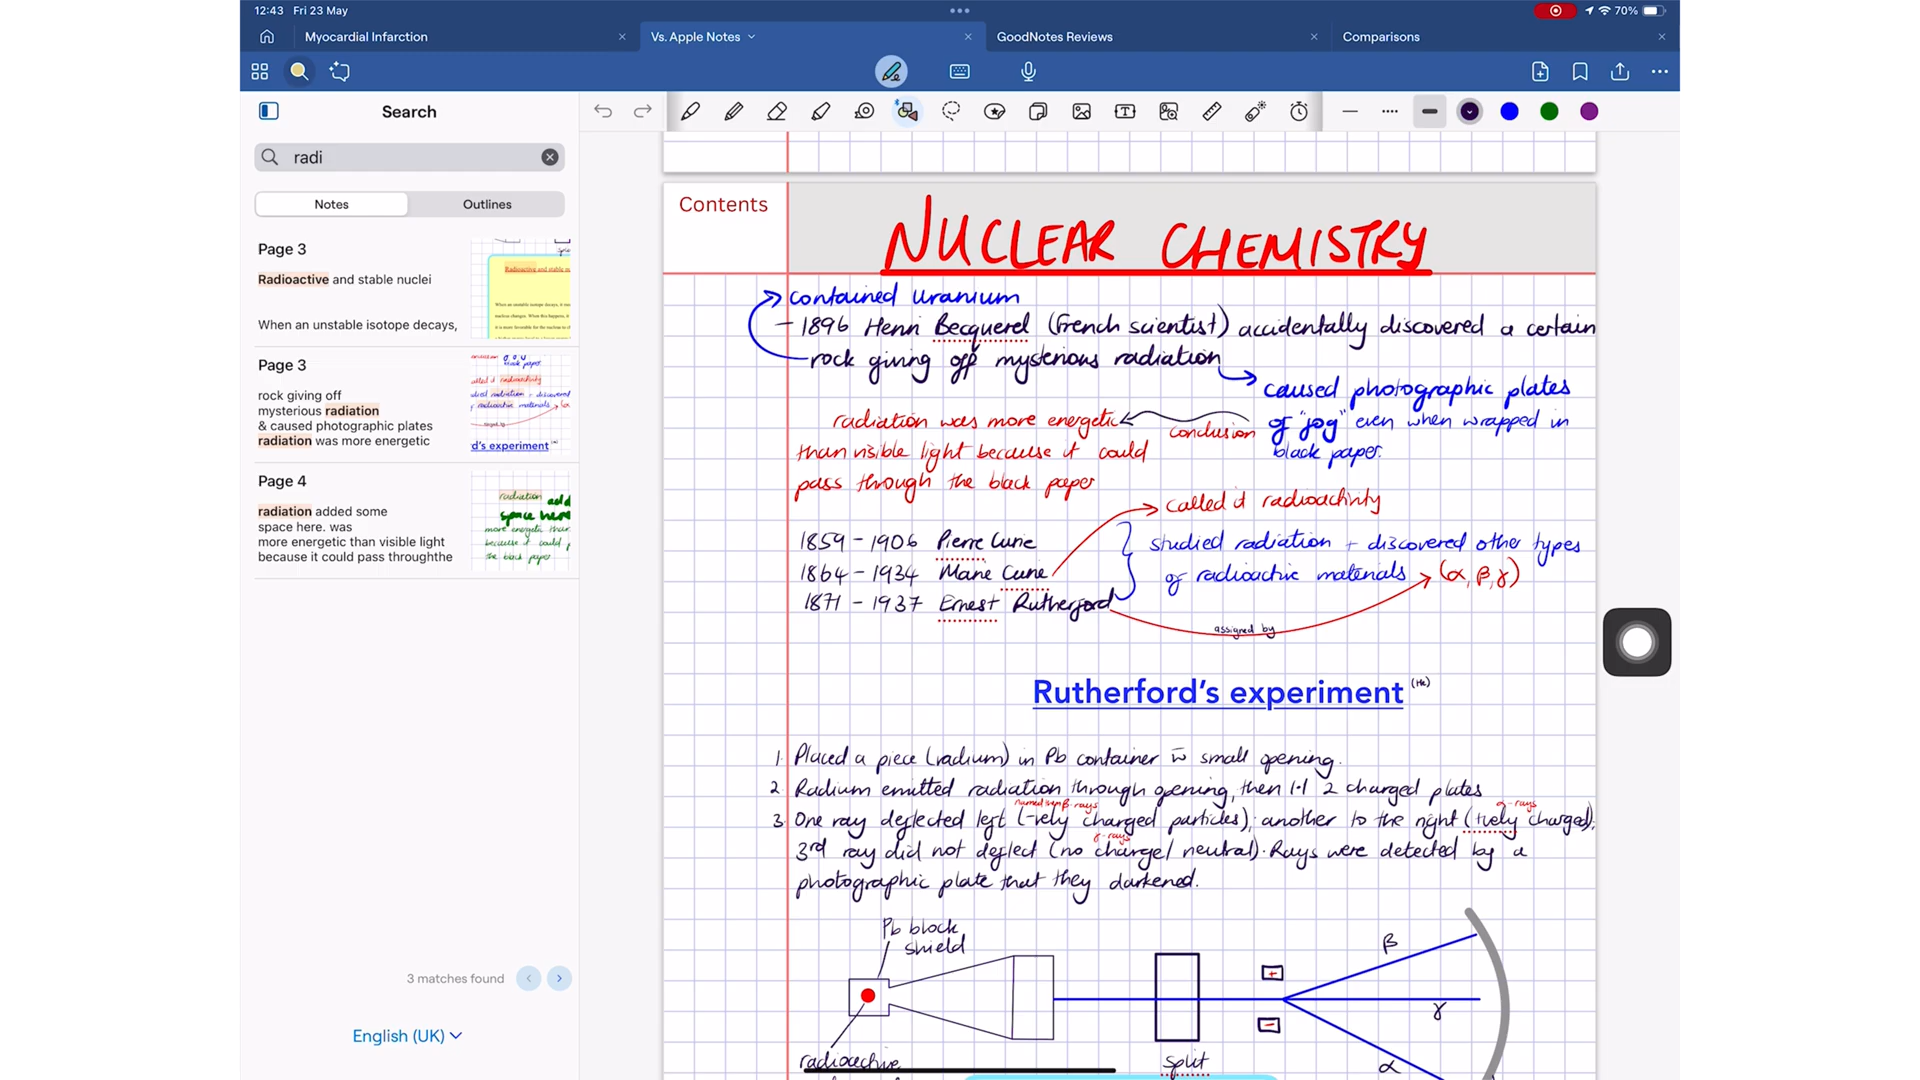 12:43 Fri 23 May
70%
Myocardial Infarction
Vs. Apple Notes
GoodNotes Reviews
Comparisons
Search
radi
Notes
Outlines
Page 3
Radioactive and stable nuclei
When an unstable isotope decays,
Page 3
rock giving off
mysterious radiation
& caused photographic plates
radiation was more energetic
Page 4
radiation added some
space here. was
more energetic than visible light
because it could pass throughthe
3 matches found
English (UK)
Contents
NUCLEAR CHEMISTRY
contained uranium
– 1896 Henri Becquerel (French scientist) accidentally discovered a certain
rock giving off mysterious radiation
caused photographic plates
of "jog" even when wrapped in
black paper.
conclusion
radiation was more energetic
than visible light because it could
pass through the black paper
called it radioactivity
1859 – 1906 Pierre Curie
1864 – 1934 Marie Curie
1871 – 1937 Ernest Rutherford
studied radiation + discovered other types
of radioactive materials
(α, β, γ)
assigned by
Rutherford's experiment
1. Placed a piece (radium) in Pb container w small opening.
2. Radium emitted radiation through opening, then 2 charged plates
named them β-rays
α-rays
3. One ray deflected left (-vely charged particles), another to the right (+vely charged),
γ-rays
3rd ray did not deflect (no charge/ neutral). Rays were detected by a
photographic plate that they darkened.
Pb block
shield
radioactive
split
+
–
β
γ
α